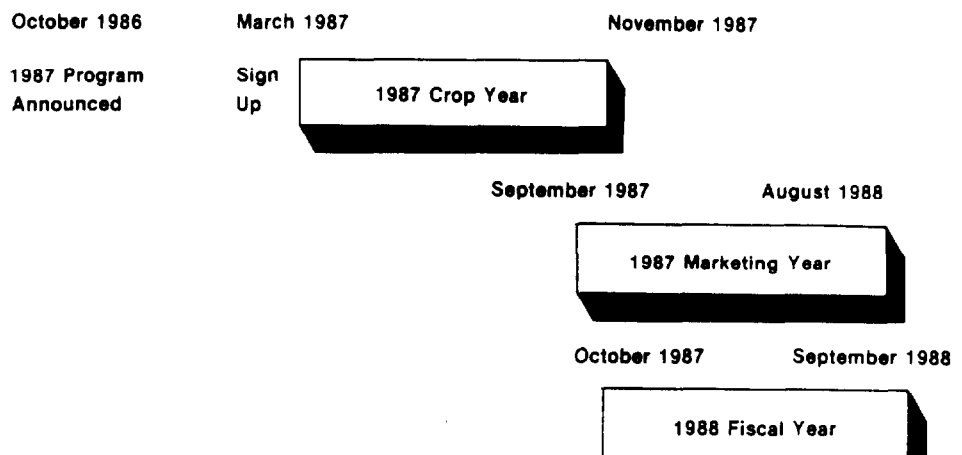 October 1986 March 1987 November 1987
1987 Program Sign
Announced Up
1987 Crop Year
September 1987 August 1988
1987 Marketing Year
October 1987 September 1988
1988 Fiscal Year